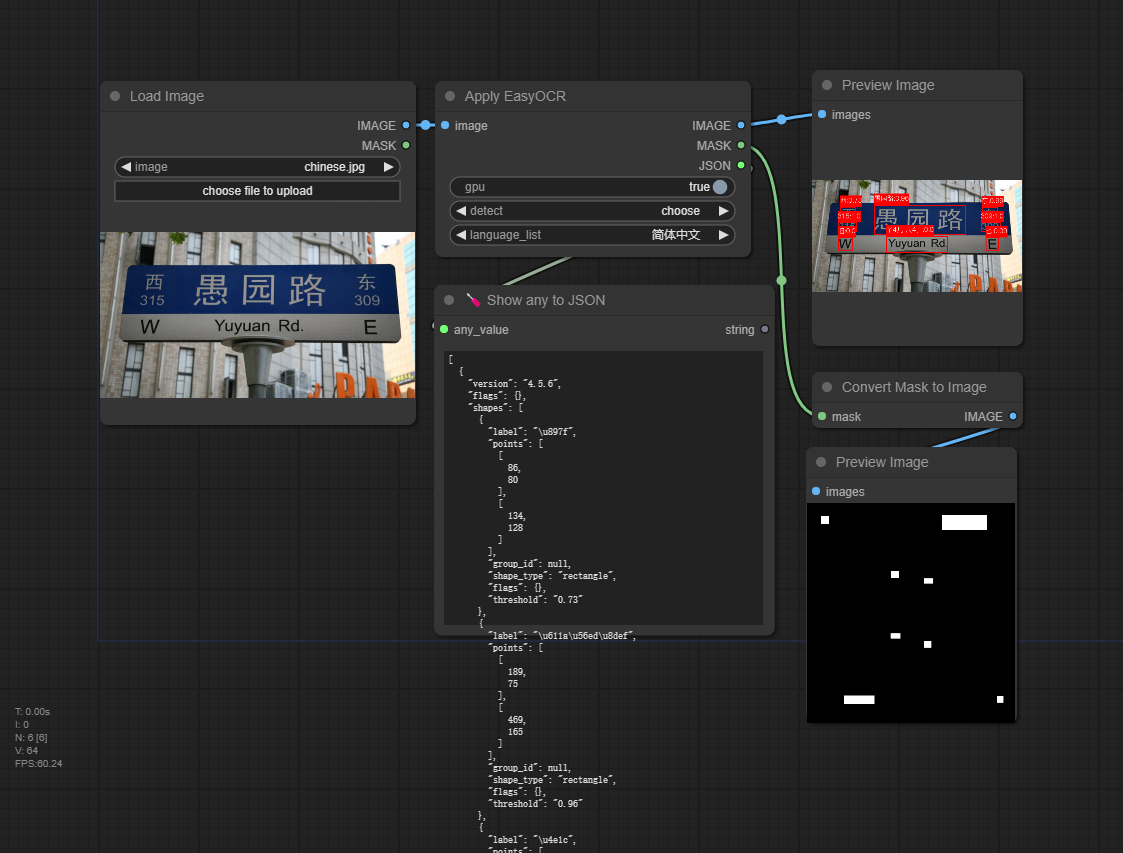 Load Image
IMAGE
MASK
image chinese.jpg
choose file to upload
西 愚园路 东
315 309
W Yuyuan Rd. E
Apply EasyOCR
image IMAGE
MASK
JSON
gpu true
detect choose
language_list 简体中文
Show any to JSON
any_value string
[
{
"version": "4.5.6",
"flags": {},
"shapes": [
{
"label": "\u897f",
"points": [
[
86,
80
],
[
134,
128
]
],
"group_id": null,
"shape_type": "rectangle",
"flags": {},
"threshold": "0.73"
},
{
"label": "\u611a\u56ed\u8def",
"points": [
[
189,
75
],
[
469,
165
]
],
"group_id": null,
"shape_type": "rectangle",
"flags": {},
"threshold": "0.96"
},
{
"label": "\u4e1c",
"points": [
Preview Image
images
愚园路
W Yuyuan Rd. E
Convert Mask to Image
mask IMAGE
Preview Image
images
T: 0.00s
I: 0
N: 6 [6]
V: 64
FPS:60.24